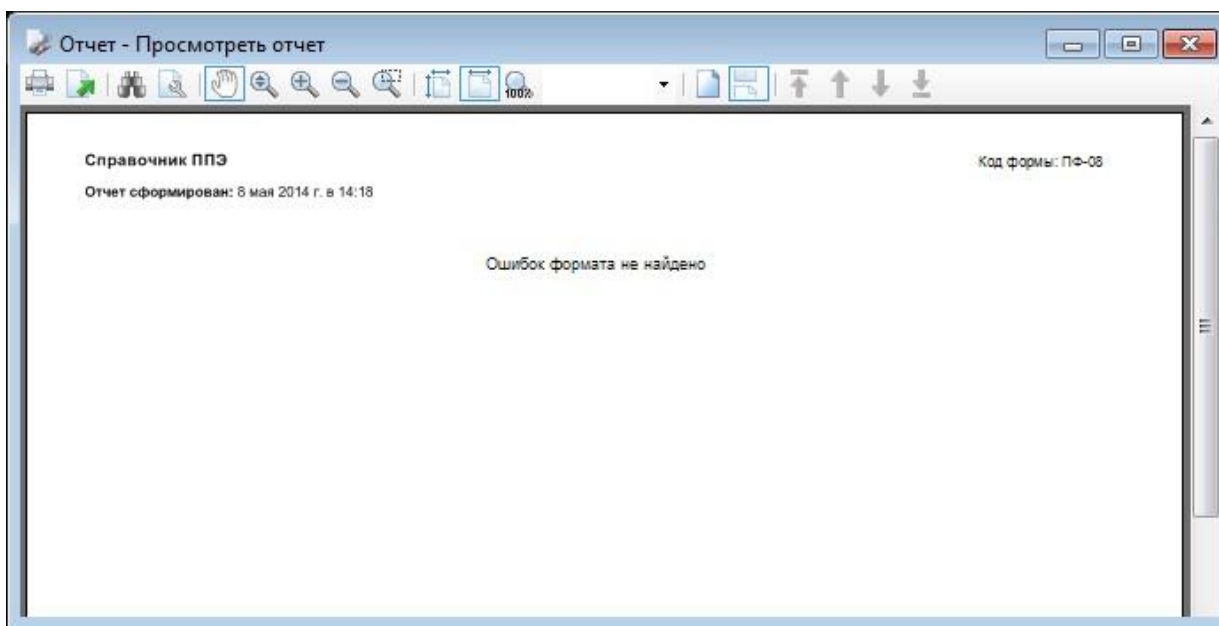 Отчет - Просмотреть отчет
100%
Справочник ППЭ
Код формы: ПФ-08
Отчет сформирован: 8 мая 2014 г. в 14:18
Ошибок формата не найдено